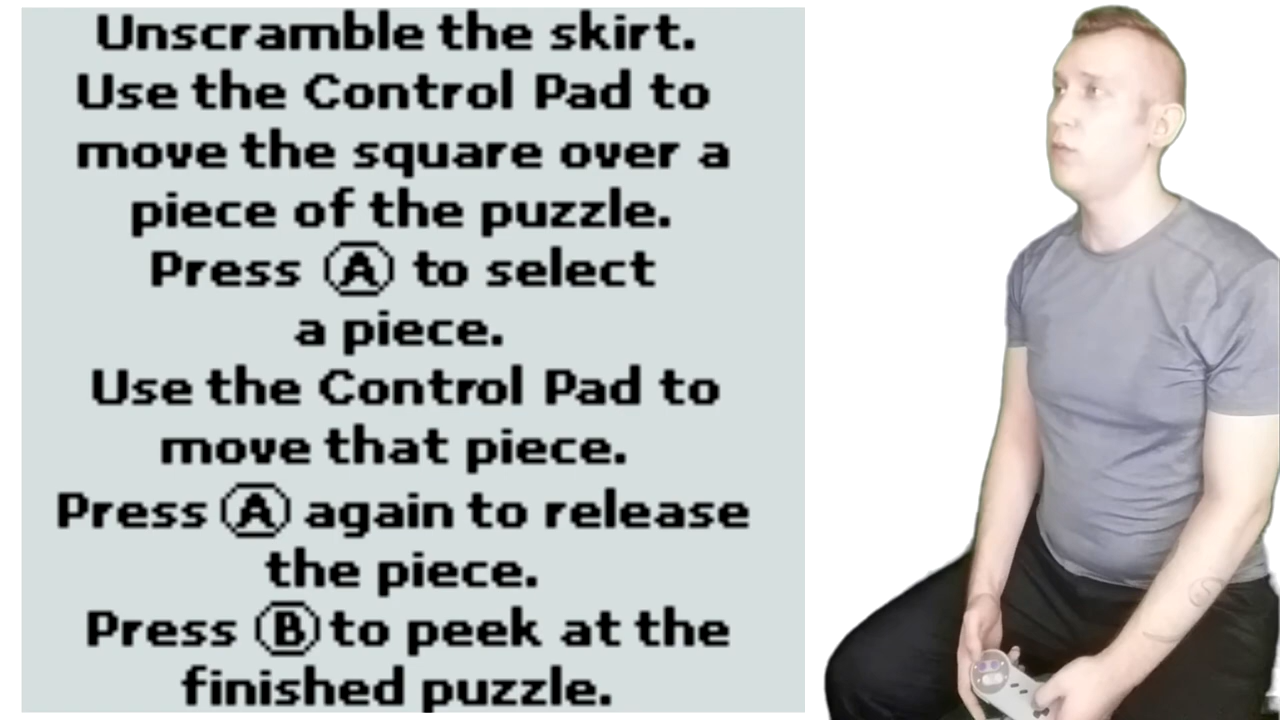 Unscramble the skirt.
Use the Control Pad to
move the square over a
piece of the puzzle.
Press Ⓐ to select
a piece.
Use the Control Pad to
move that piece.
Press Ⓐ again to release
the piece.
Press Ⓑ to peek at the
finished puzzle.